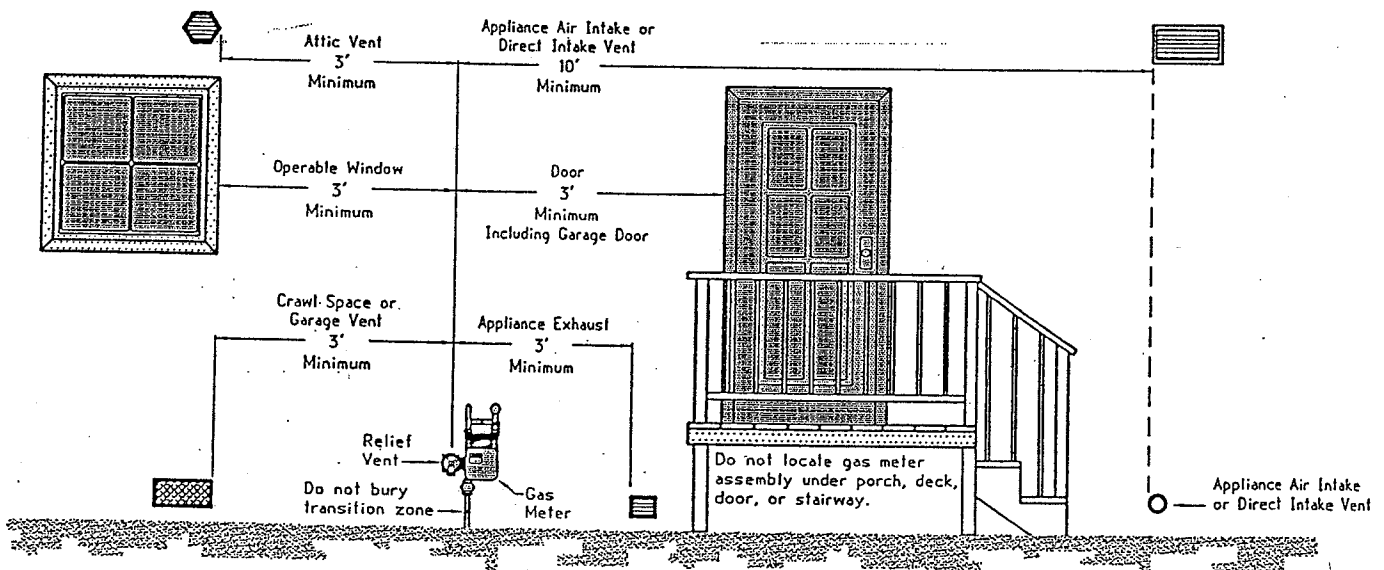 Attic Vent
3'
Minimum
Appliance Air Intake or
Direct Intake Vent
10'
Minimum
Operable Window
3'
Minimum
Door
3'
Minimum
Including Garage Door
Crawl Space or
Garage Vent
3'
Minimum
Appliance Exhaust
3'
Minimum
Relief
Vent
Do not bury
transition zone
Gas
Meter
Do not locate gas meter
assembly under porch, deck,
door, or stairway.
Appliance Air Intake
or Direct Intake Vent